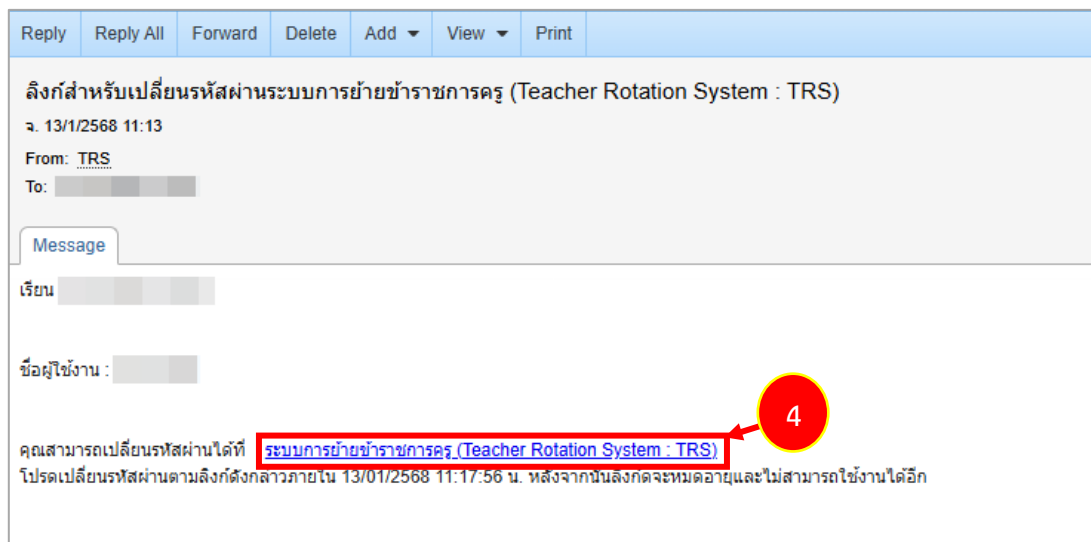 Reply Reply All Forward Delete Add View Print
ลิงก์สำหรับเปลี่ยนรหัสผ่านระบบการย้ายข้าราชการครู (Teacher Rotation System : TRS)
จ. 13/1/2568 11:13
From: TRS
To:
Message
เรียน
ชื่อผู้ใช้งาน :
4
คุณสามารถเปลี่ยนรหัสผ่านได้ที่ ระบบการย้ายข้าราชการครู (Teacher Rotation System : TRS)
โปรดเปลี่ยนรหัสผ่านตามลิงก์ดังกล่าวภายใน 13/01/2568 11:17:56 น. หลังจากนั้นลิงก์ดจะหมดอายุและไม่สามารถใช้งานได้อีก